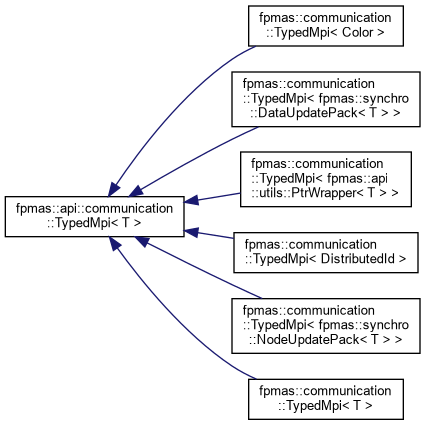 fpmas::communication
::TypedMpi< Color >
fpmas::communication
::TypedMpi< fpmas::synchro
::DataUpdatePack< T > >
fpmas::communication
::TypedMpi< fpmas::api
::utils::PtrWrapper< T > >
fpmas::api::communication
::TypedMpi< T >
fpmas::communication
::TypedMpi< DistributedId >
fpmas::communication
::TypedMpi< fpmas::synchro
::NodeUpdatePack< T > >
fpmas::communication
::TypedMpi< T >